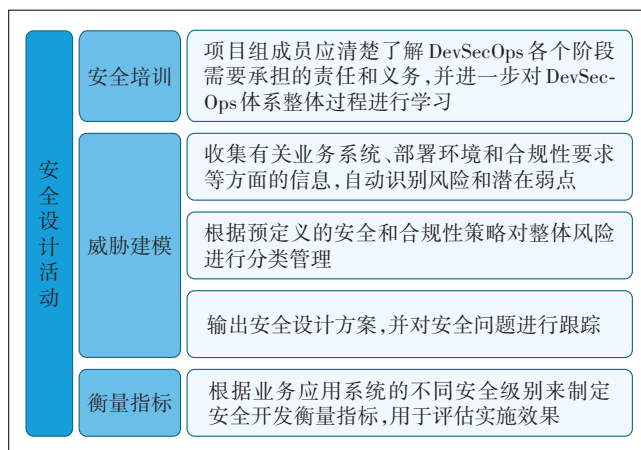 安全设计活动
安全培训
项目组成员应清楚了解DevSecOps各个阶段
需要承担的责任和义务,并进一步对DevSec-
Ops体系整体过程进行学习
威胁建模
收集有关业务系统、部署环境和合规性要求
等方面的信息,自动识别风险和潜在弱点
根据预定义的安全和合规性策略对整体风险
进行分类管理
输出安全设计方案,并对安全问题进行跟踪
衡量指标
根据业务应用系统的不同安全级别来制定
安全开发衡量指标,用于评估实施效果